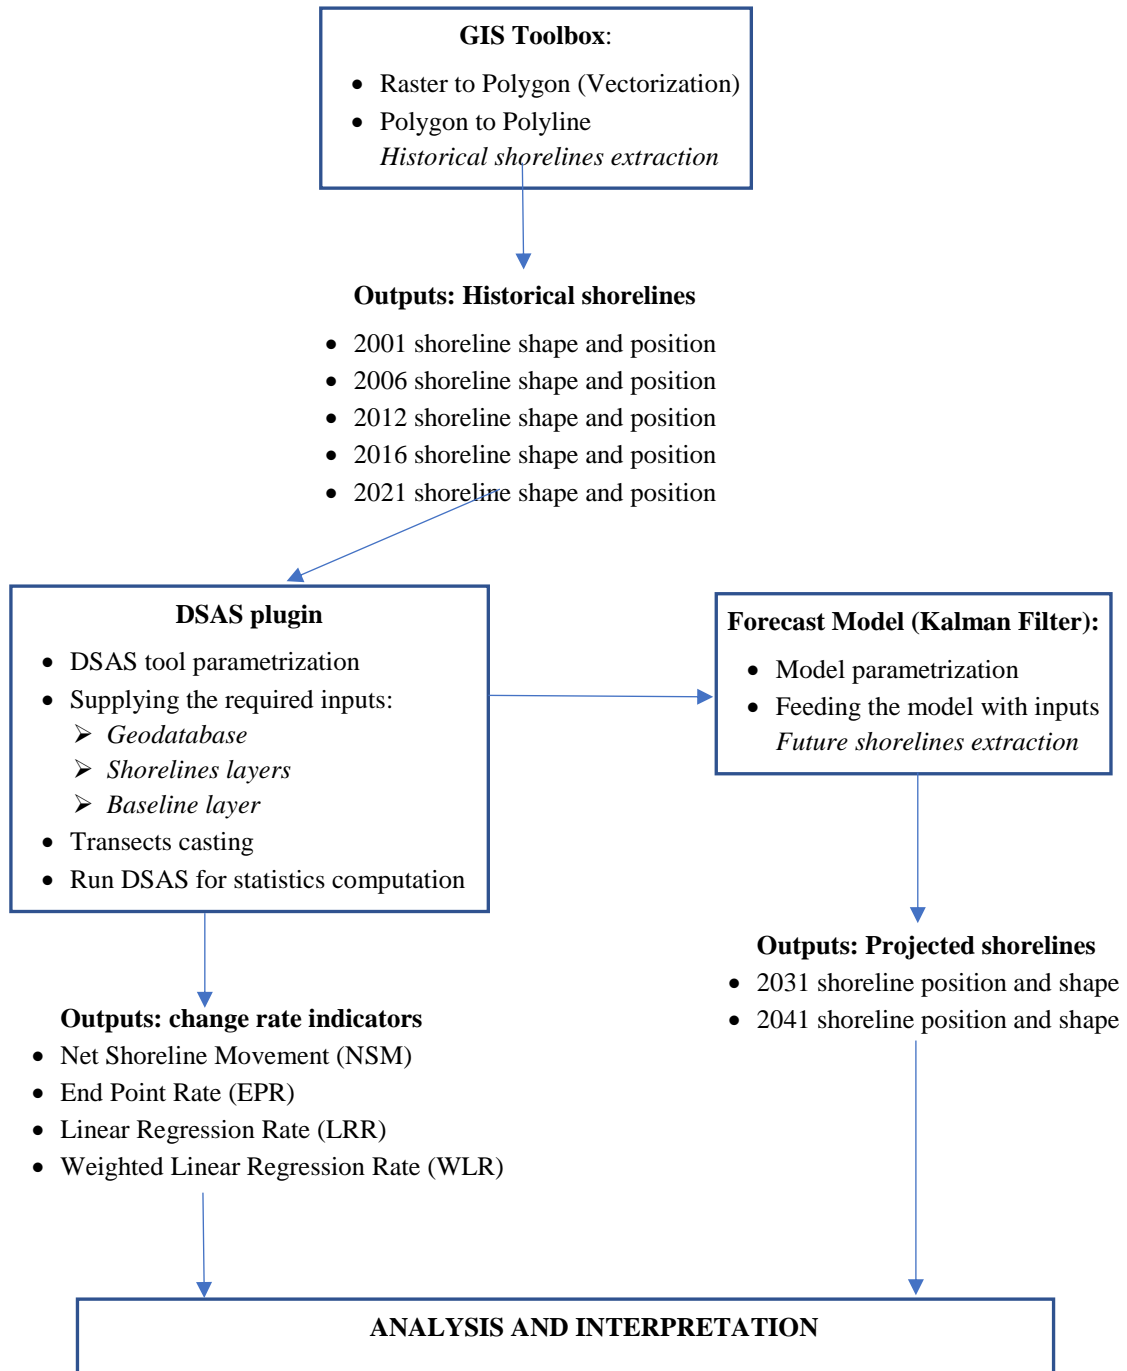 GIS Toolbox:
• Raster to Polygon (Vectorization)
• Polygon to Polyline
Historical shorelines extraction
Outputs: Historical shorelines
• 2001 shoreline shape and position
• 2006 shoreline shape and position
• 2012 shoreline shape and position
• 2016 shoreline shape and position
• 2021 shoreline shape and position
DSAS plugin
• DSAS tool parametrization
• Supplying the required inputs:
➢ Geodatabase
➢ Shorelines layers
➢ Baseline layer
• Transects casting
• Run DSAS for statistics computation
Forecast Model (Kalman Filter):
• Model parametrization
• Feeding the model with inputs
Future shorelines extraction
Outputs: Projected shorelines
• 2031 shoreline position and shape
• 2041 shoreline position and shape
Outputs: change rate indicators
• Net Shoreline Movement (NSM)
• End Point Rate (EPR)
• Linear Regression Rate (LRR)
• Weighted Linear Regression Rate (WLR)
ANALYSIS AND INTERPRETATION